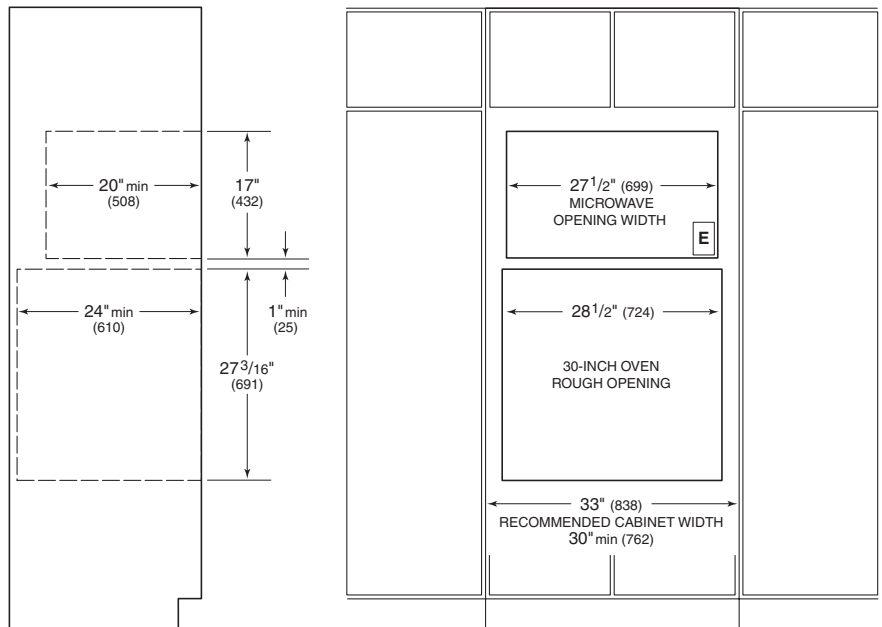 20" min
(508)
17"
(432)
24" min
(610)
1" min
(25)
27 3/16"
(691)
27 1/2" (699)
MICROWAVE
OPENING WIDTH
E
28 1/2" (724)
30-INCH OVEN
ROUGH OPENING
33" (838)
RECOMMENDED CABINET WIDTH
30" min (762)